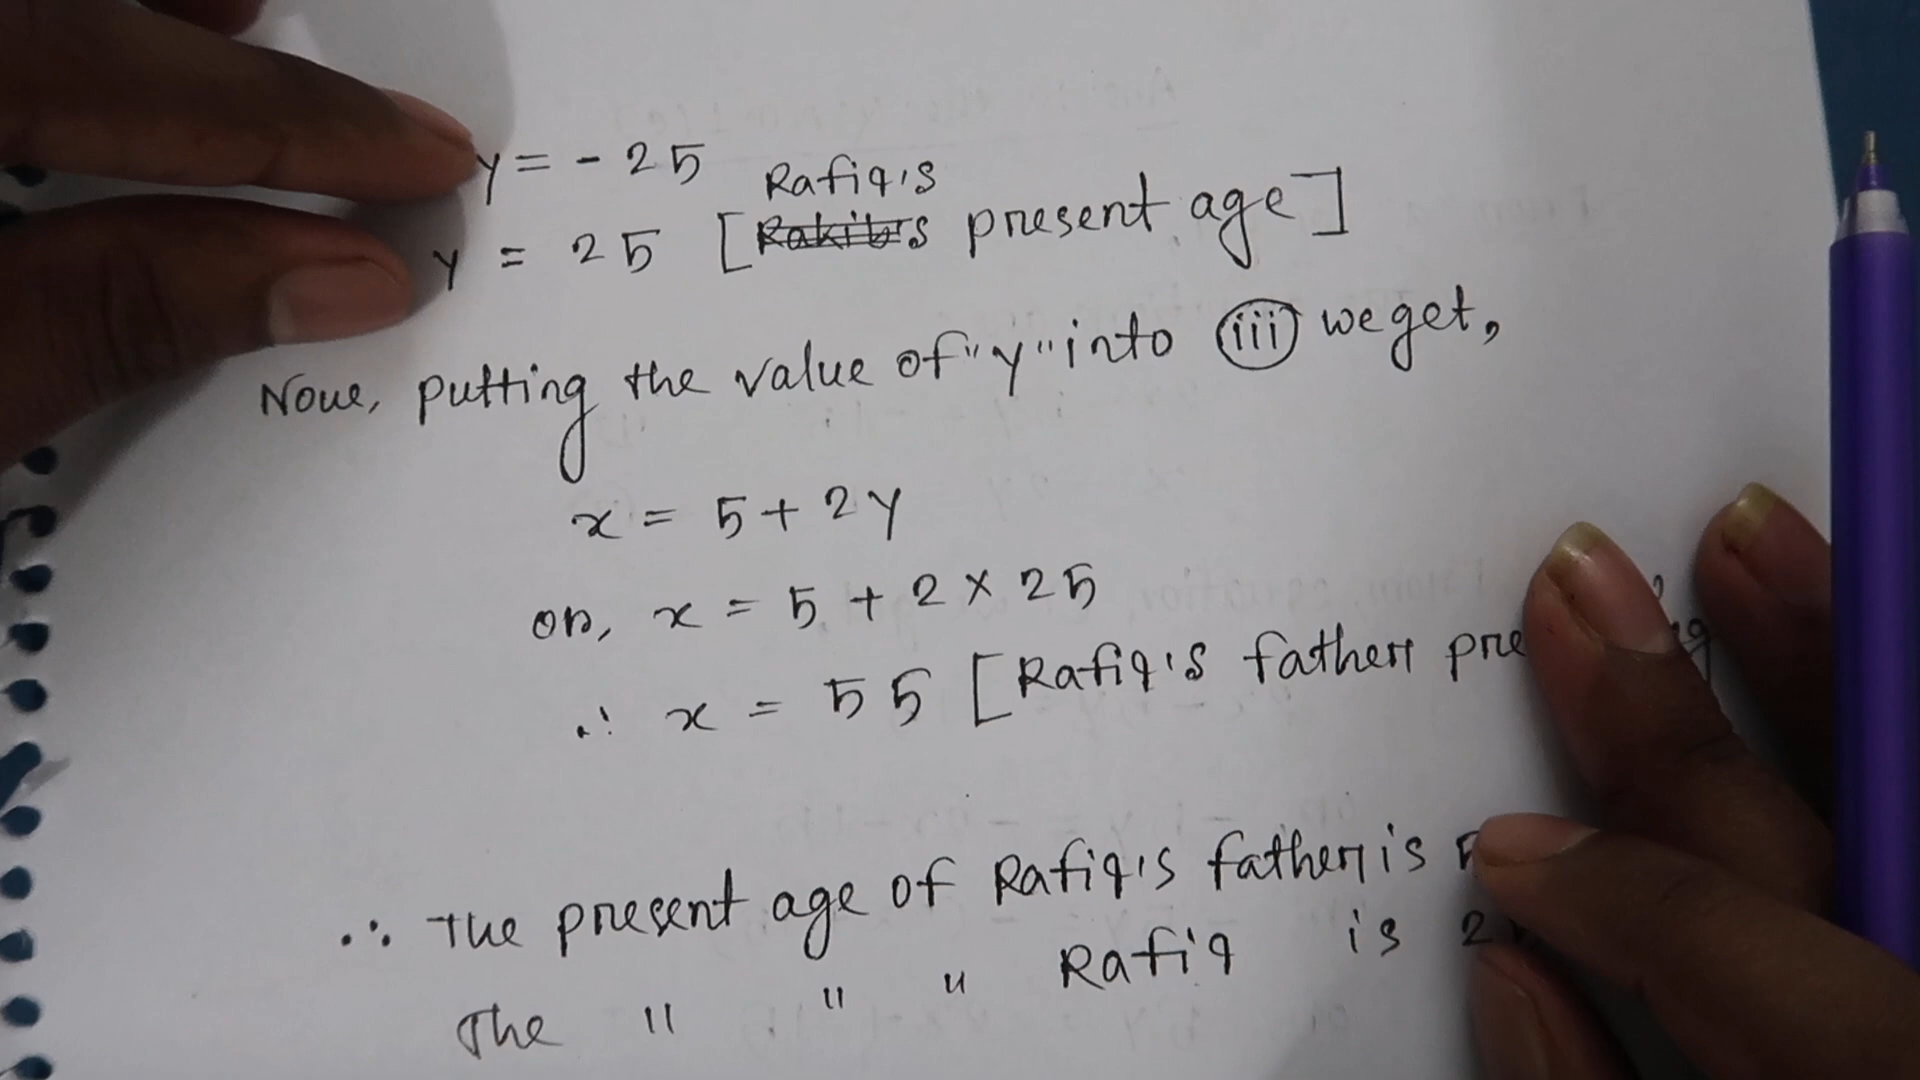 y = - 25
Rafiq's
y = 25 [Rakib's present age]
Now, putting the value of "y" into (iii) we get,
x = 5 + 2y
or, x = 5 + 2 × 25
∴ x = 55 [Rafiq's father
∴ The present age of Rafiq's father is
The " " " Rafiq is